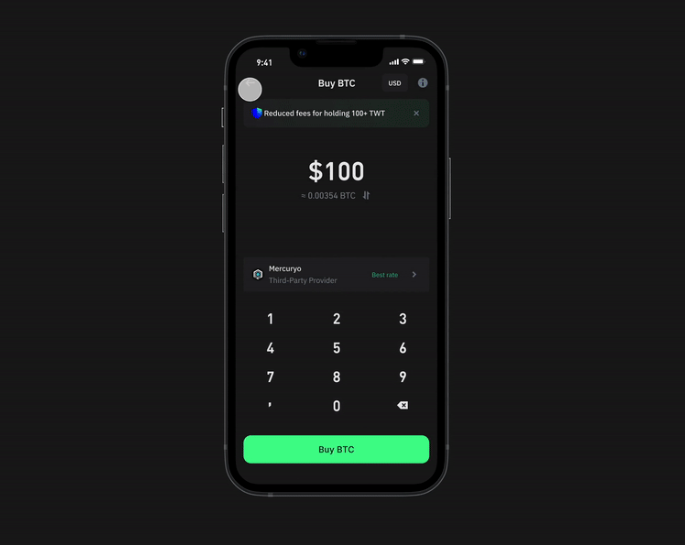 9:41
Buy BTC
USD
Reduced fees for holding 100+ TWT
$100
≈ 0.00354 BTC
Mercuryo
Third-Party Provider
Best rate
1 2 3
4 5 6
7 8 9
, 0
Buy BTC